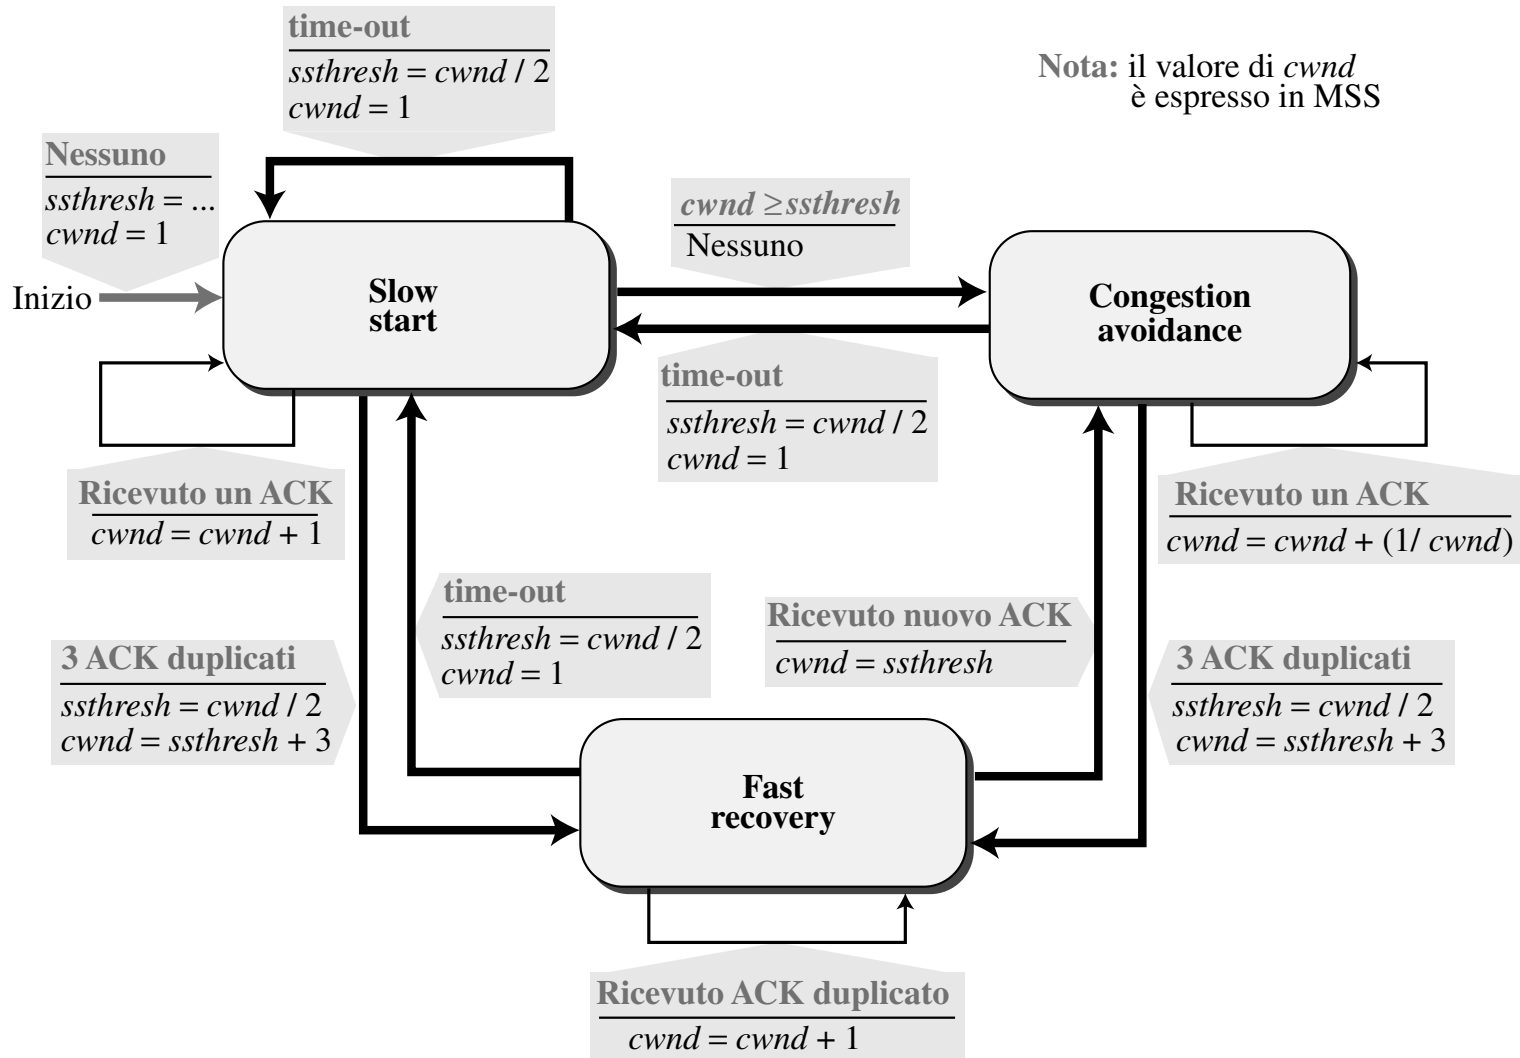 time-out
ssthresh = cwnd / 2
cwnd = 1
Nota: il valore di cwnd
è espresso in MSS
Nessuno
ssthresh = ...
cwnd = 1
Inizio
cwnd ≥ ssthresh
Nessuno
Slow
start
Congestion
avoidance
time-out
ssthresh = cwnd / 2
cwnd = 1
Ricevuto un ACK
cwnd = cwnd + 1
Ricevuto un ACK
cwnd = cwnd + (1/ cwnd)
time-out
ssthresh = cwnd / 2
cwnd = 1
Ricevuto nuovo ACK
cwnd = ssthresh
3 ACK duplicati
ssthresh = cwnd / 2
cwnd = ssthresh + 3
3 ACK duplicati
ssthresh = cwnd / 2
cwnd = ssthresh + 3
Fast
recovery
Ricevuto ACK duplicato
cwnd = cwnd + 1